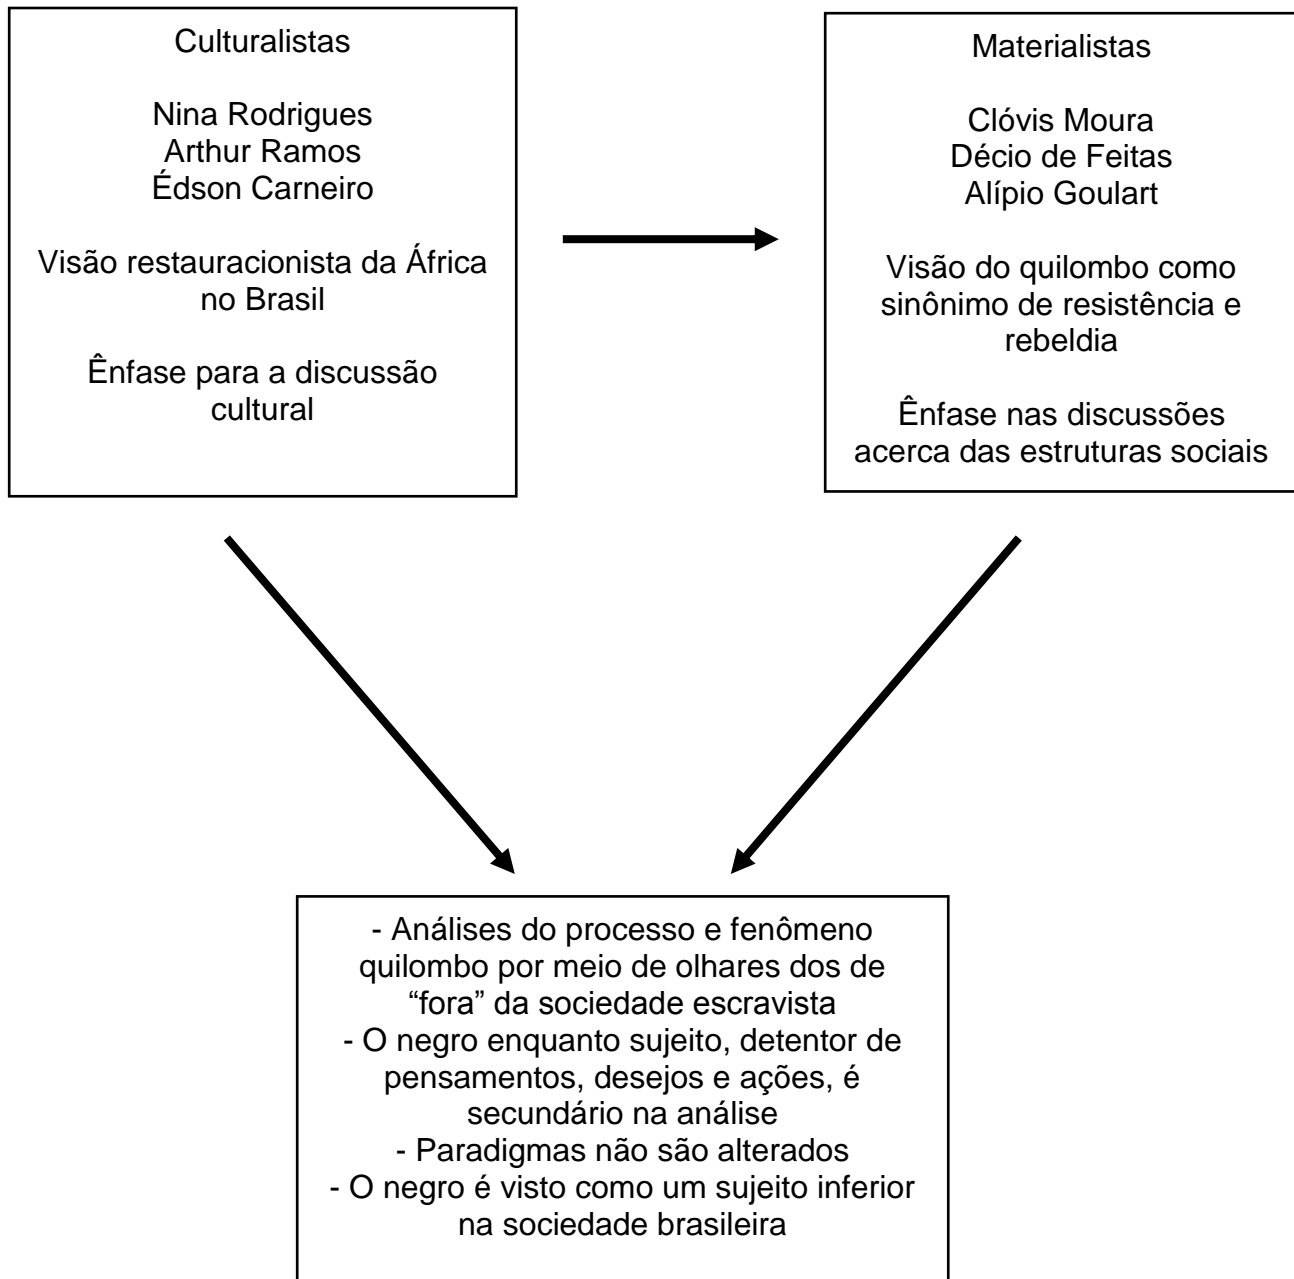 Culturalistas
Nina Rodrigues
Arthur Ramos
Édson Carneiro
Visão restauracionista da África
no Brasil
Ênfase para a discussão
cultural
Materialistas
Clóvis Moura
Décio de Feitas
Alípio Goulart
Visão do quilombo como
sinônimo de resistência e
rebeldia
Ênfase nas discussões
acerca das estruturas sociais
- Análises do processo e fenômeno
quilombo por meio de olhares dos de
“fora” da sociedade escravista
- O negro enquanto sujeito, detentor de
pensamentos, desejos e ações, é
secundário na análise
- Paradigmas não são alterados
- O negro é visto como um sujeito inferior
na sociedade brasileira